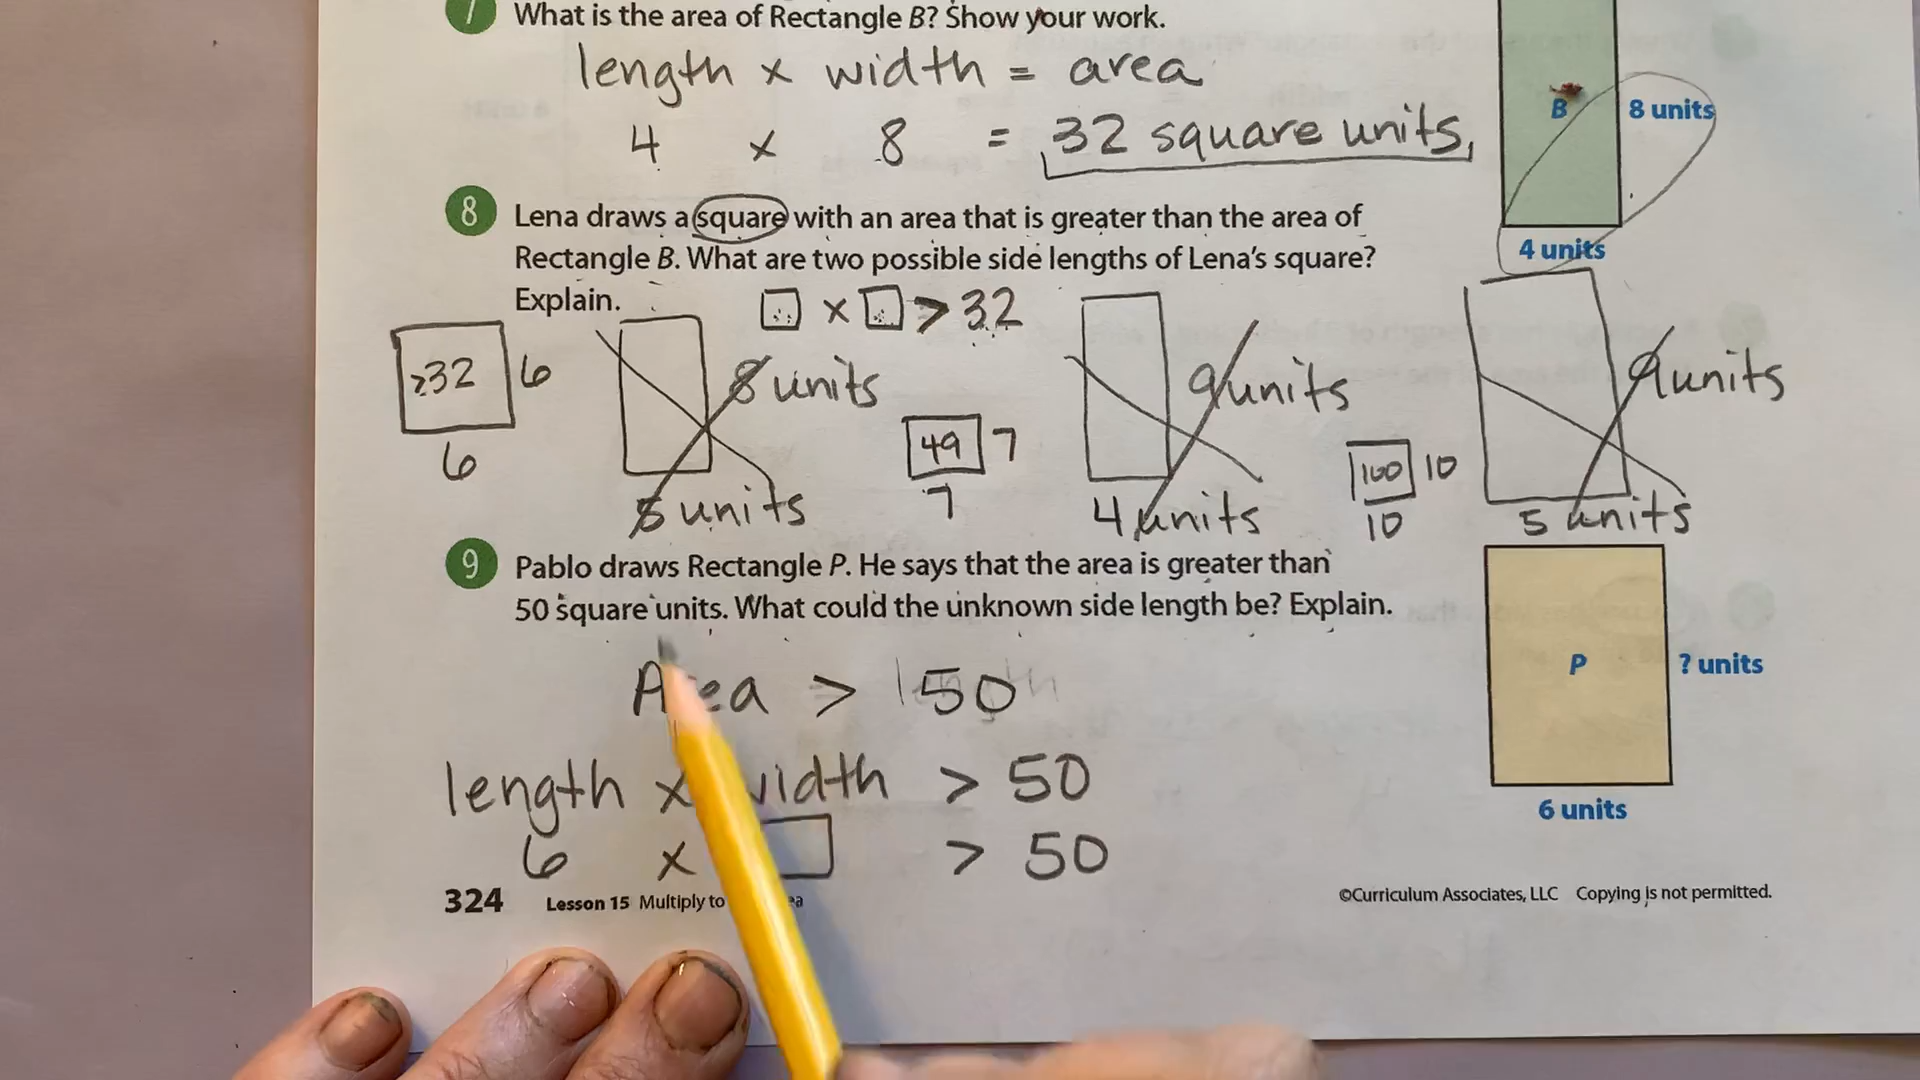 7 What is the area of Rectangle B? Show your work.
length x width = area
4 x 8 = 32 square units,
B
8 units
4 units
8 Lena draws a square with an area that is greater than the area of
Rectangle B. What are two possible side lengths of Lena's square?
Explain.
□ x □ > 32
>32 6
6
8 units
5 units
49 7
7
9 units
4 units
100 10
10
9 units
5 units
9 Pablo draws Rectangle P. He says that the area is greater than
50 square units. What could the unknown side length be? Explain.
Area > 50
length x width > 50
6 x □ > 50
P
? units
6 units
324 Lesson 15 Multiply to
©Curriculum Associates, LLC Copying is not permitted.